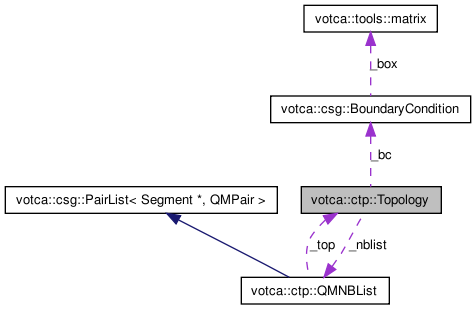 votca::tools::matrix
_box
votca::csg::BoundaryCondition
_bc
votca::csg::PairList< Segment *, QMPair >
votca::ctp::Topology
_top
_nblist
votca::ctp::QMNBList